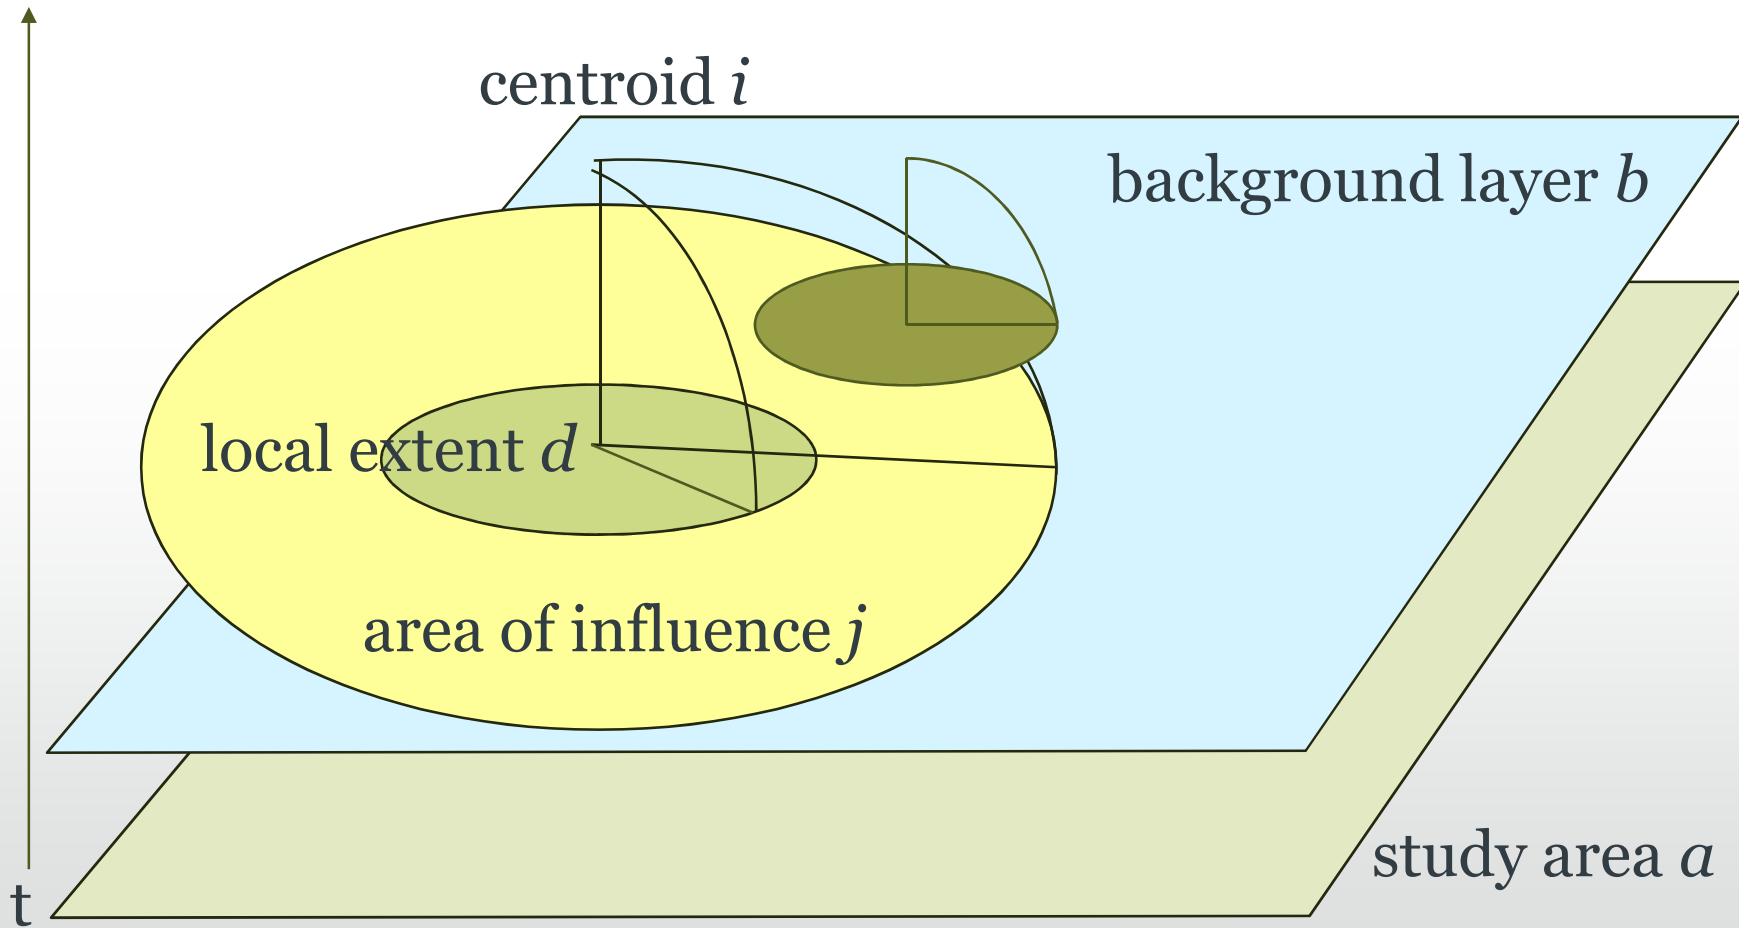 centroid i
background layer b
local extent d
area of influence j
study area a
t